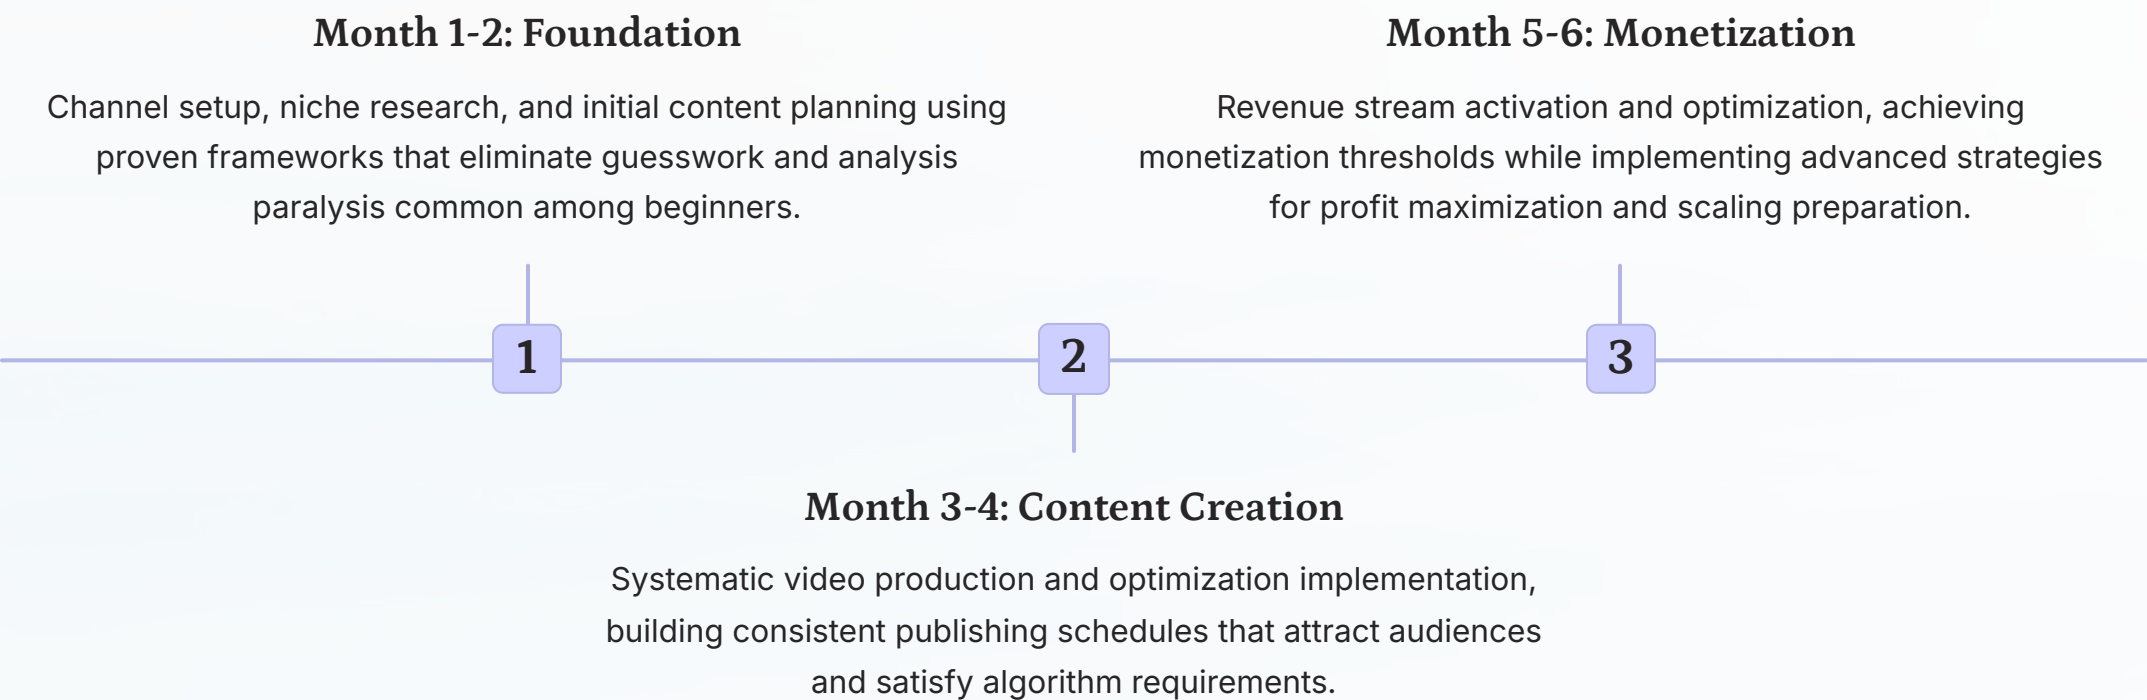 Month 1-2: Foundation
Channel setup, niche research, and initial content planning using
proven frameworks that eliminate guesswork and analysis
paralysis common among beginners.
Month 5-6: Monetization
Revenue stream activation and optimization, achieving
monetization thresholds while implementing advanced strategies
for profit maximization and scaling preparation.
1
2
3
Month 3-4: Content Creation
Systematic video production and optimization implementation,
building consistent publishing schedules that attract audiences
and satisfy algorithm requirements.